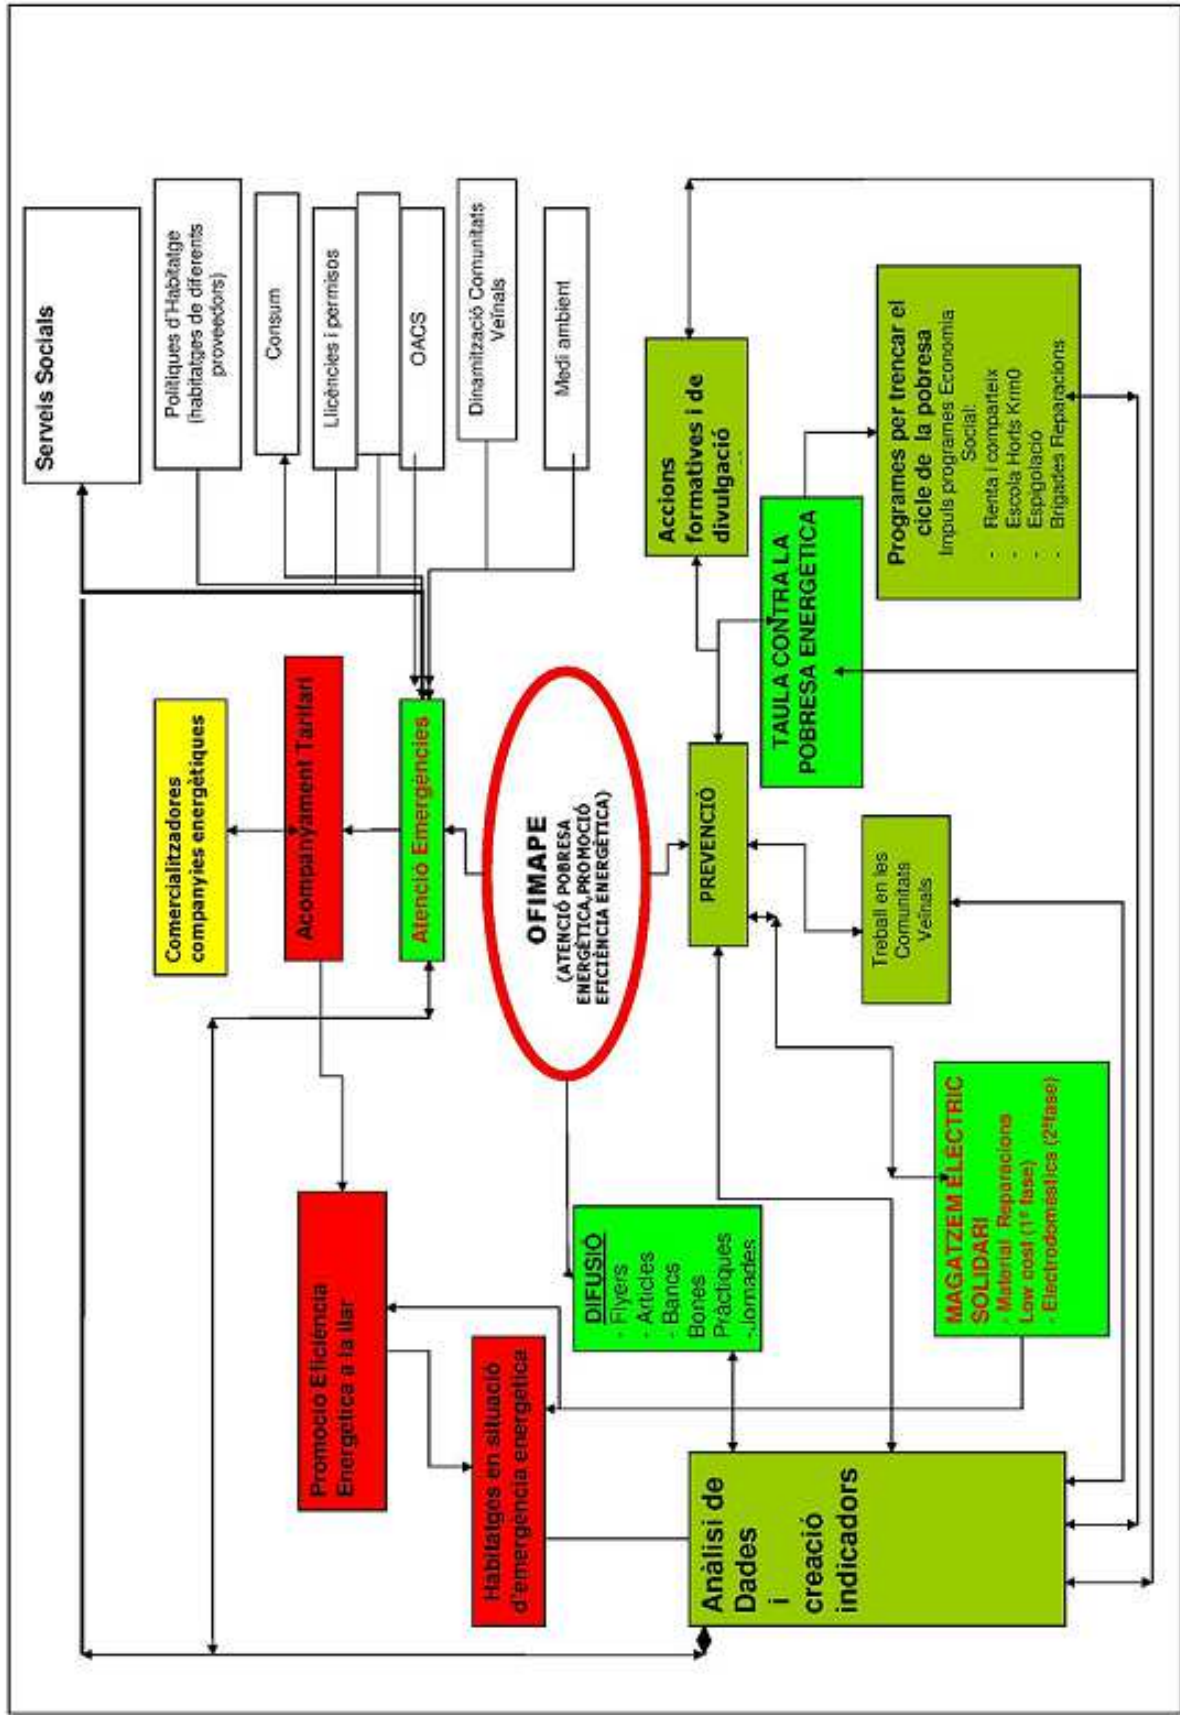 Serveis Socials
Polítiques d'Habitatge
(habitatges de diferents
proveedors)
Consum
Llicències i permisos
OACS
Dinamització Comunitats
Veïnals
Medi ambient
Comercialitzadores
companyies energètiques
Acompanyament Tarifari
Atenció Emergències
Promoció Eficiència
Energètica a la llar
Habitatges en situació
d'emergència energètica
OFIMAPE
(ATENCIÓ POBRESA
ENERGÈTICA,PROMOCIÓ
EFICIÈNCIA ENERGÈTICA)
DIFUSIÓ
- Flyers
- Articles
- Bancs
Bones
Pràctiques
-Jornades
PREVENCIÓ
Accions
formatives i de
divulgació
TAULA CONTRA LA
POBRESA ENERGÈTICA
Programes per trencar el
cicle de la pobresa
Impuls programes Economia
Social:
- Renta i comparteix
- Escola Horts Km0
- Espigolació
- Brigades Reparacions
Treball en les
Comunitats
Veïnals
MAGATZEM ELÈCTRIC
SOLIDARI
- Material Reparacions
Low cost (1ª fase)
- Electrodomèstics (2ªfase)
Anàlisi de
Dades
i
creació
indicadors